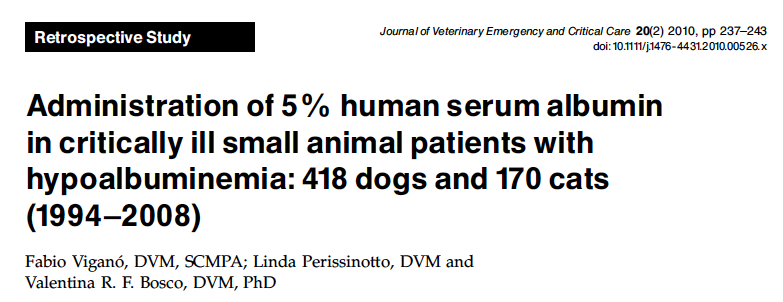 Retrospective Study
Journal of Veterinary Emergency and Critical Care 20(2) 2010, pp 237–243
doi: 10.1111/j.1476-4431.2010.00526.x
Administration of 5% human serum albumin
in critically ill small animal patients with
hypoalbuminemia: 418 dogs and 170 cats
(1994–2008)
Fabio Viganó, DVM, SCMPA; Linda Perissinotto, DVM and
Valentina R. F. Bosco, DVM, PhD